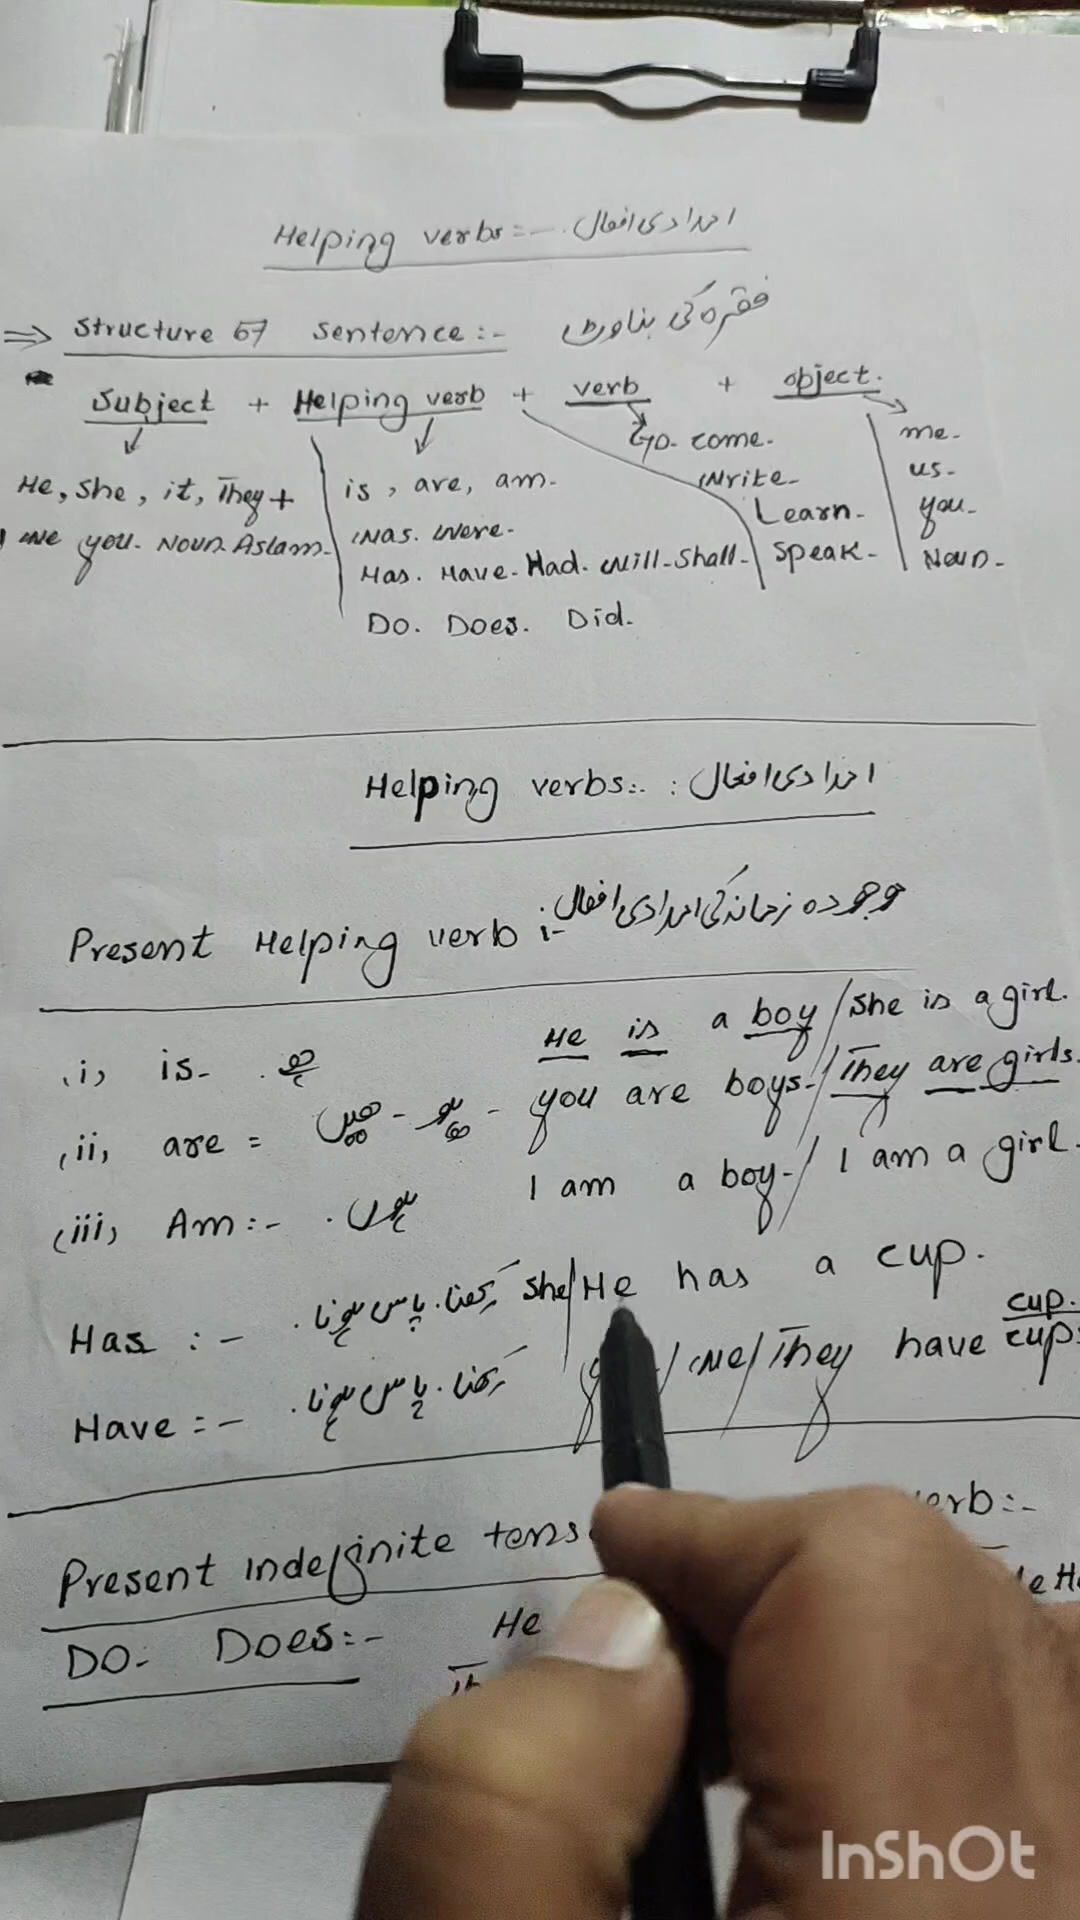 Helping verbs:- امدادی افعال
⇒ Structure of Sentence:- فقرہ کی بناوٹ
Subject + Helping verb + verb + object.
Go. come. me.
He, She, it, They + is, are, am. Write. us.
I we you. Noun. Aslam. Was. Were. Learn. you.
Has. Have. Had. Will. Shall. Speak. Noun.
Do. Does. Did.
Helping verbs:. امدادی افعال
Present Helping verb :- موجودہ زمانہ کی امدادی افعال
(i) is- ہے. He is a boy / She is a girl.
(ii) are = ہیں - ہو - you are boys- / They are girls.
(iii) Am:- ہوں. I am a boy- / I am a girl.
Has :- رکھنا. پاس ہونا. She/He has a cup.
cup.
Have :- رکھنا. پاس ہونا. /We/They have cups
Present indefinite tens verb:-
DO. Does:- He
InShOt